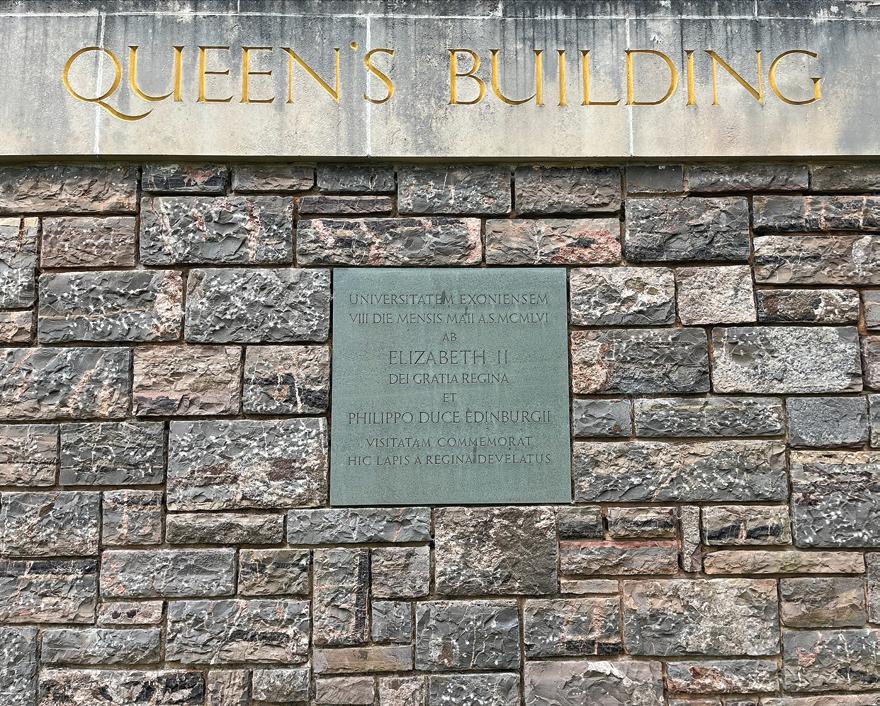 QUEEN'S BUILDING
UNIVERSITATEM EXONIENSEM
VIII DIE MENSIS MAII A.S. MCMLVI
AB
ELIZABETH II
DEI GRATIA REGINA
ET
PHILIPPO DUCE EDINBURGII
VISITATAM COMMEMORAT
HIC LAPIS A REGINA DEVELATUS